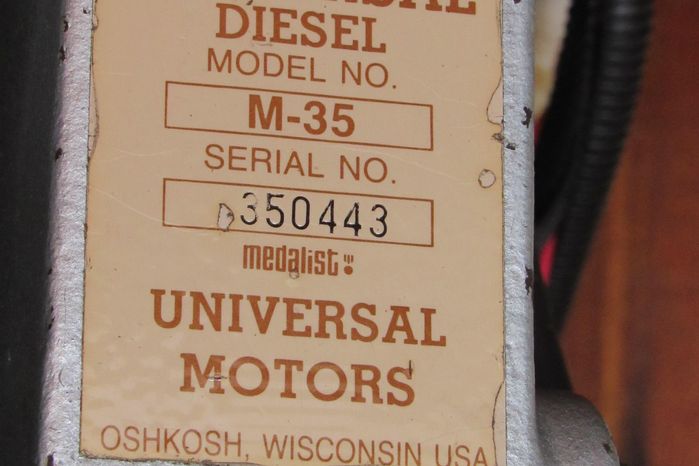 DIESEL
MODEL NO.
M-35
SERIAL NO.
350443
medalist
UNIVERSAL
MOTORS
OSHKOSH, WISCONSIN USA